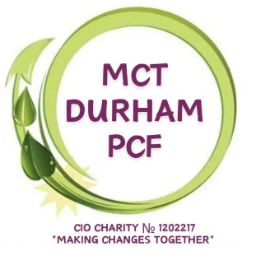 MCT
DURHAM
PCF
CIO CHARITY № 1202217
"MAKING CHANGES TOGETHER"